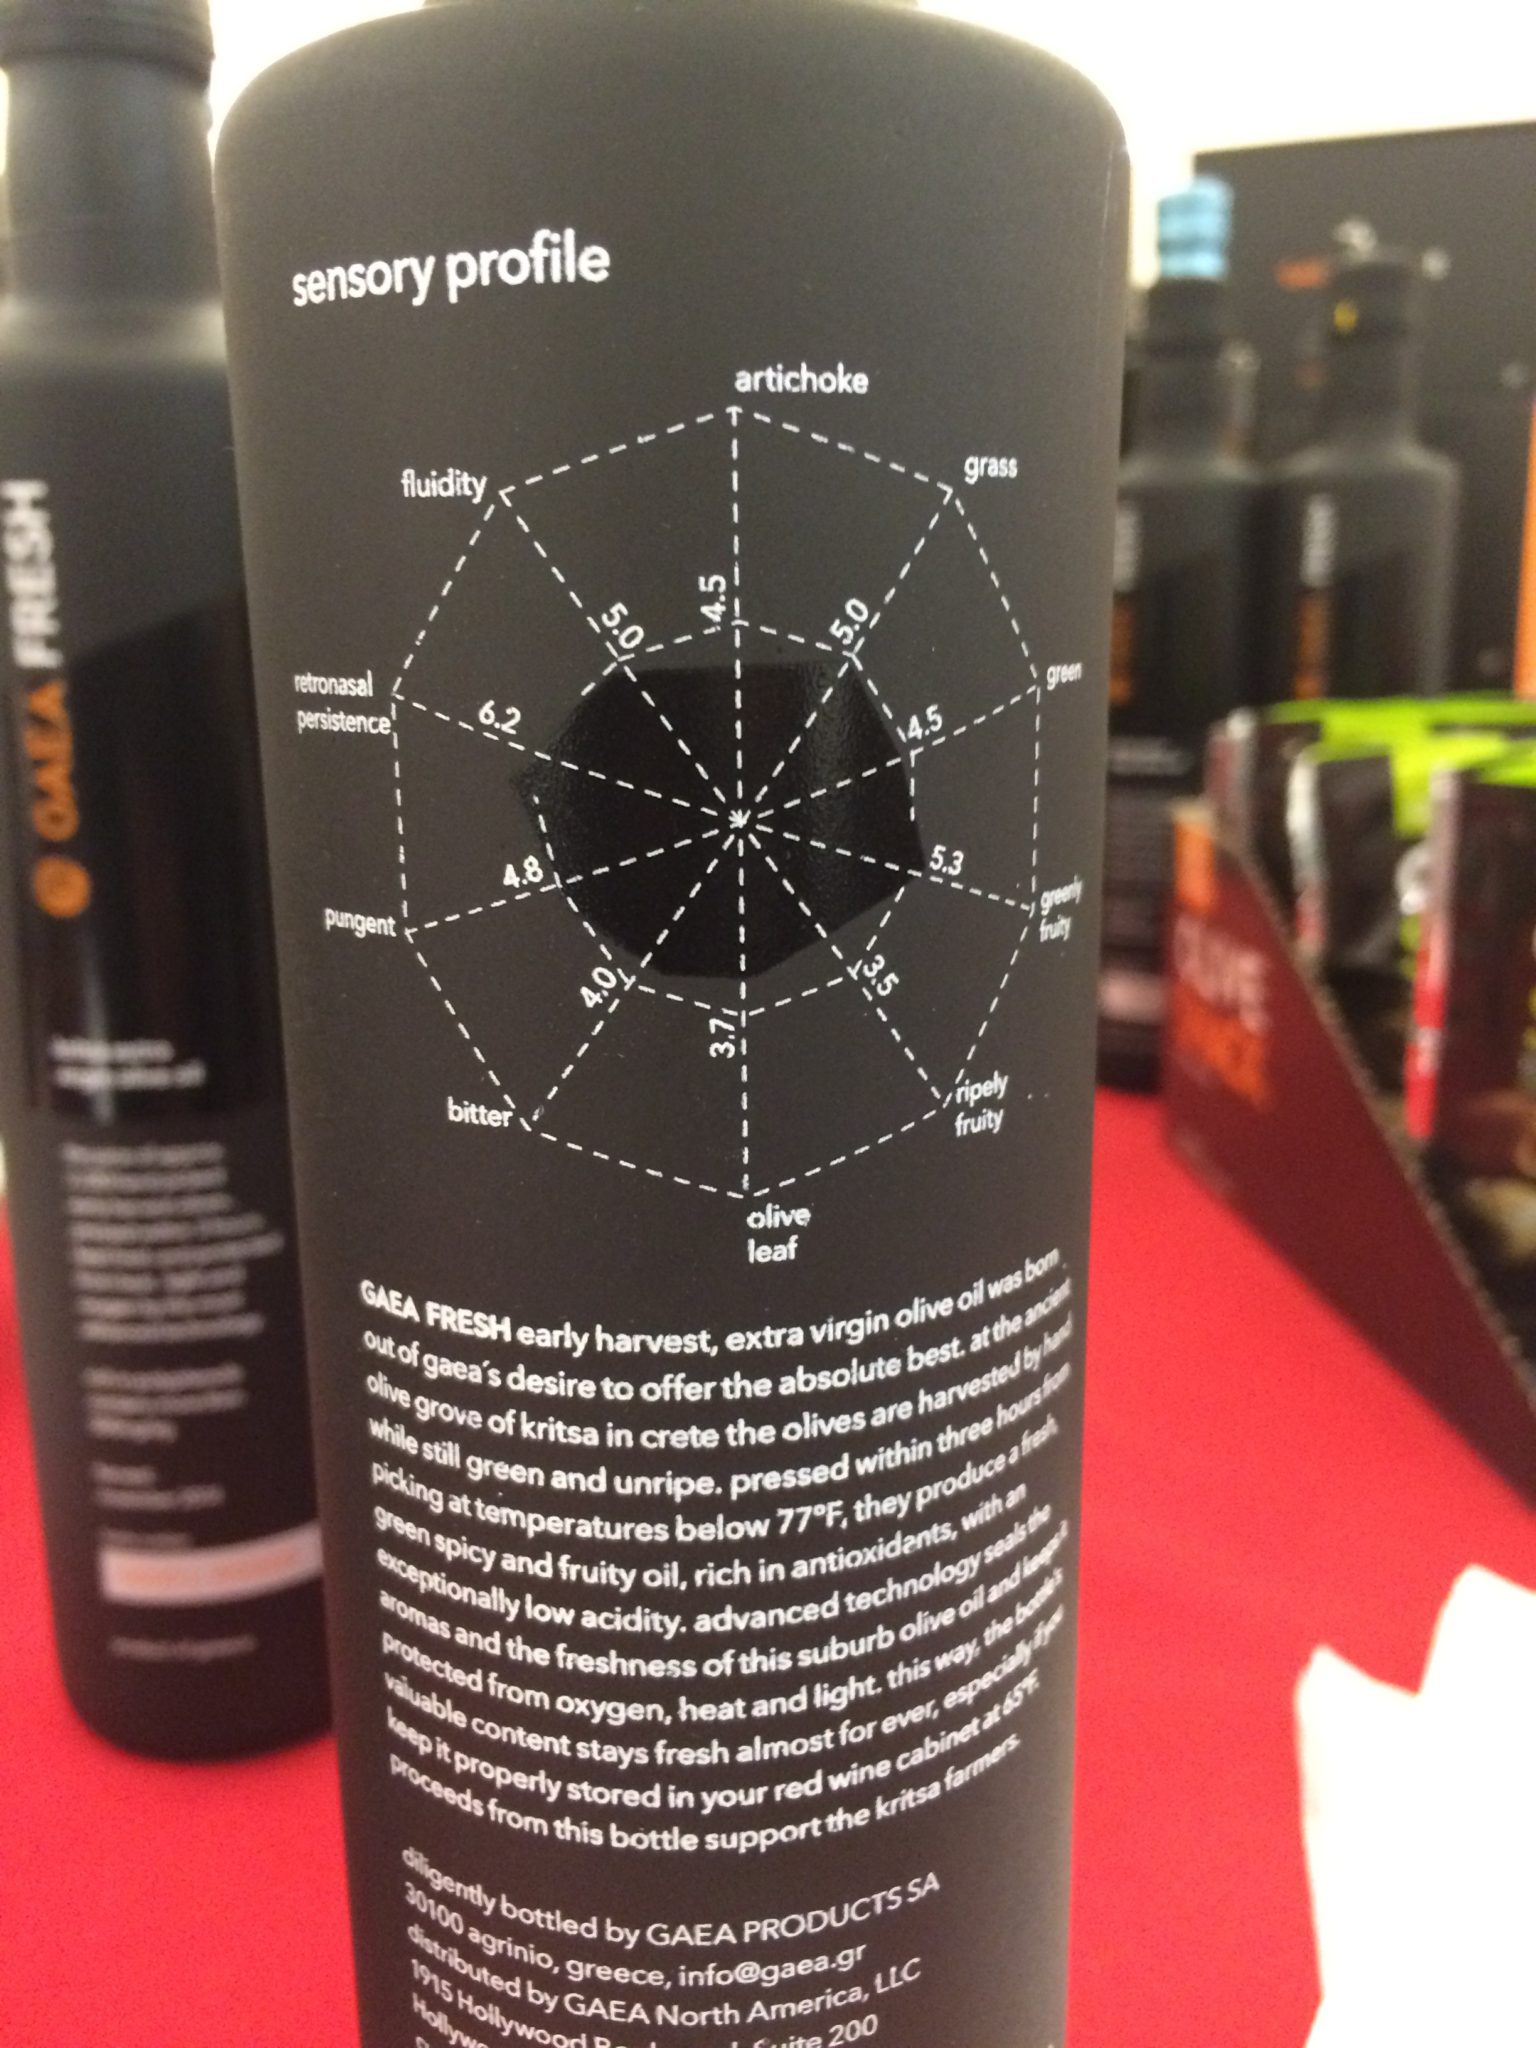 sensory profile
artichoke
fluidity
grass
5.0
4.5
5.0
retronasal
persistence
6.2
4.5
green
4.8
5.3
greenly
fruity
pungent
4.0
3.7
3.5
bitter
ripely
fruity
olive
leaf
GAEA FRESH early harvest, extra virgin olive oil was born
out of gaea's desire to offer the absolute best. at the ancient
olive grove of kritsa in crete the olives are harvested by hand
while still green and unripe. pressed within three hours from
picking at temperatures below 77°F, they produce a fresh,
green spicy and fruity oil, rich in antioxidants, with an
exceptionally low acidity. advanced technology seals the
aromas and the freshness of this suburb olive oil and keeps it
protected from oxygen, heat and light. this way, the bottle's
valuable content stays fresh almost for ever, especially if you
keep it properly stored in your red wine cabinet at 65°F.
proceeds from this bottle support the kritsa farmers.
diligently bottled by GAEA PRODUCTS SA
30100 agrinio, greece, info@gaea.gr
distributed by GAEA North America, LLC
1915 Hollywood Suite 200
GAEA FRESH